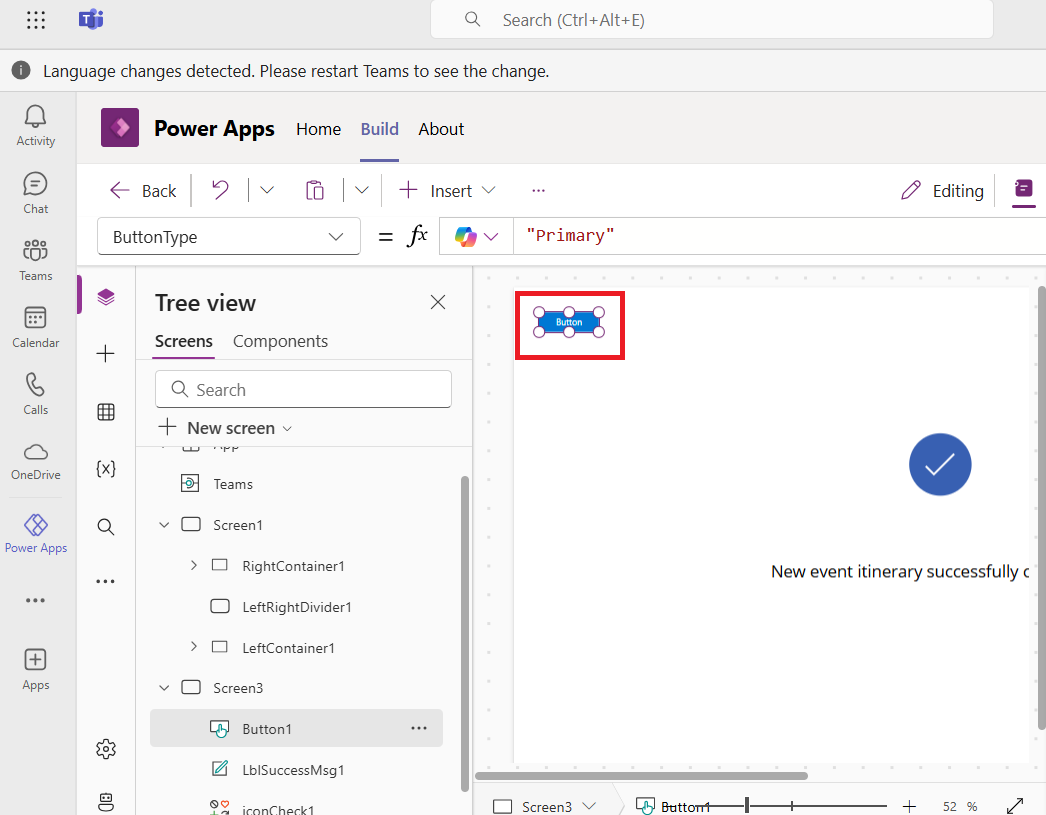 Search (Ctrl+Alt+E)
Language changes detected. Please restart Teams to see the change.
Activity
Chat
Teams
Calendar
Calls
OneDrive
Power Apps
Apps
Power Apps Home Build About
Back Insert Editing
ButtonType = fx "Primary"
Tree view
Screens Components
Search
New screen
App
Teams
Screen1
RightContainer1
LeftRightDivider1
LeftContainer1
Screen3
Button1
LblSuccessMsg1
iconCheck1
Button
New event itinerary successfully c
Screen3 Button1 52 %